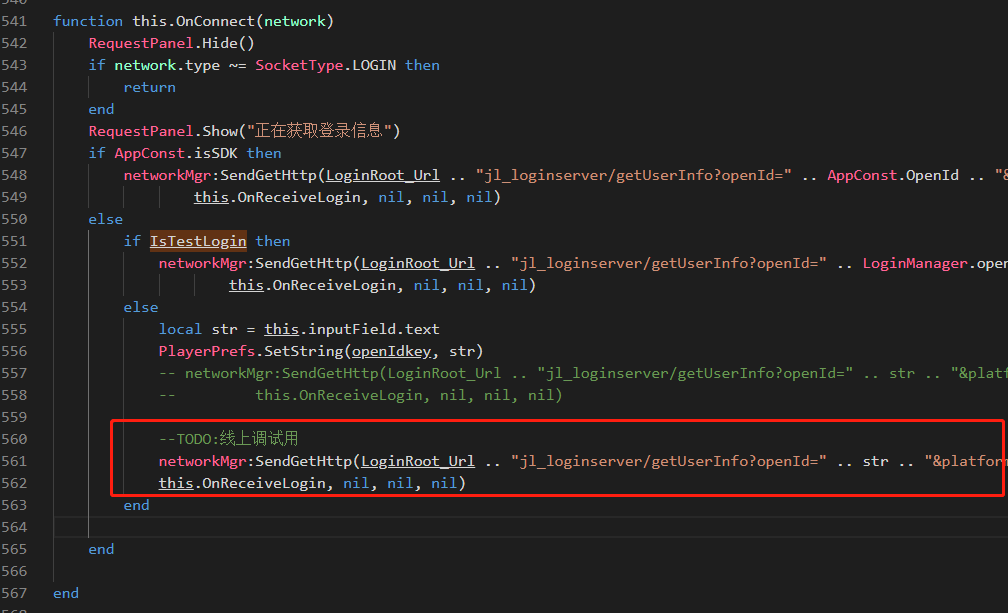 541 function this.OnConnect(network)
542 RequestPanel.Hide()
543 if network.type ~= SocketType.LOGIN then
544 return
545 end
546 RequestPanel.Show("正在获取登录信息")
547 if AppConst.isSDK then
548 networkMgr:SendGetHttp(LoginRoot_Url .. "jl_loginserver/getUserInfo?openId=" .. AppConst.OpenId .. "&
549 this.OnReceiveLogin, nil, nil, nil)
550 else
551 if IsTestLogin then
552 networkMgr:SendGetHttp(LoginRoot_Url .. "jl_loginserver/getUserInfo?openId=" .. LoginManager.open
553 this.OnReceiveLogin, nil, nil, nil)
554 else
555 local str = this.inputField.text
556 PlayerPrefs.SetString(openIdkey, str)
557 -- networkMgr:SendGetHttp(LoginRoot_Url .. "jl_loginserver/getUserInfo?openId=" .. str .. "&platf
558 -- this.OnReceiveLogin, nil, nil, nil)
559
560 --TODO:线上调试用
561 networkMgr:SendGetHttp(LoginRoot_Url .. "jl_loginserver/getUserInfo?openId=" .. str .. "&platfor
562 this.OnReceiveLogin, nil, nil, nil)
563 end
564
565 end
566
567 end